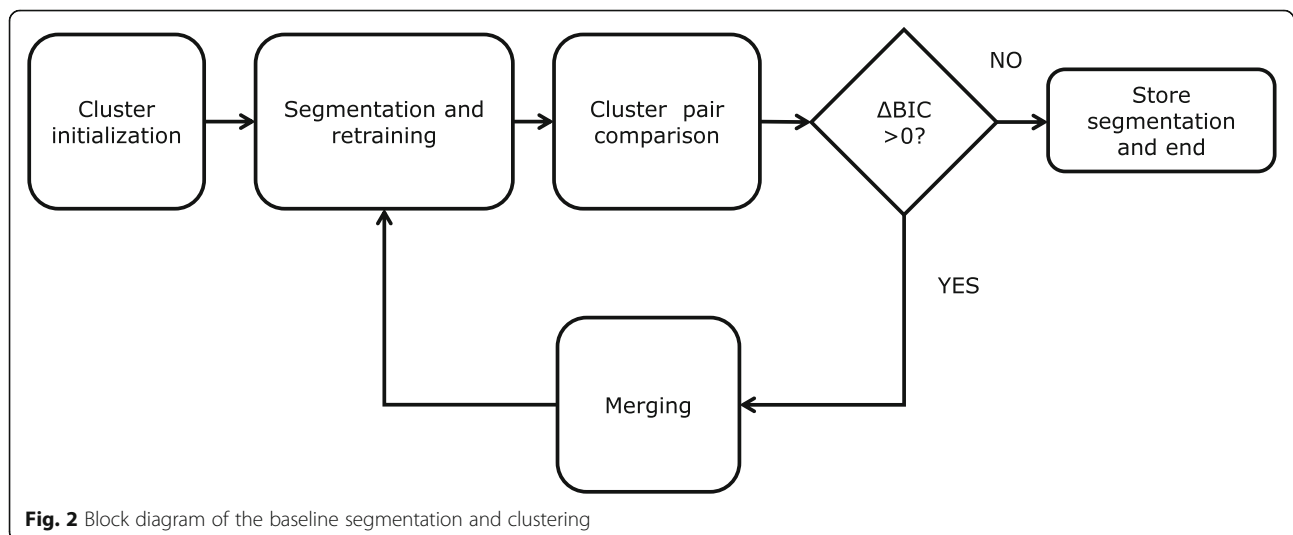 Cluster
initialization
Segmentation and
retraining
Cluster pair
comparison
ΔBIC
>0?
NO
Store
segmentation
and end
YES
Merging
Fig. 2 Block diagram of the baseline segmentation and clustering